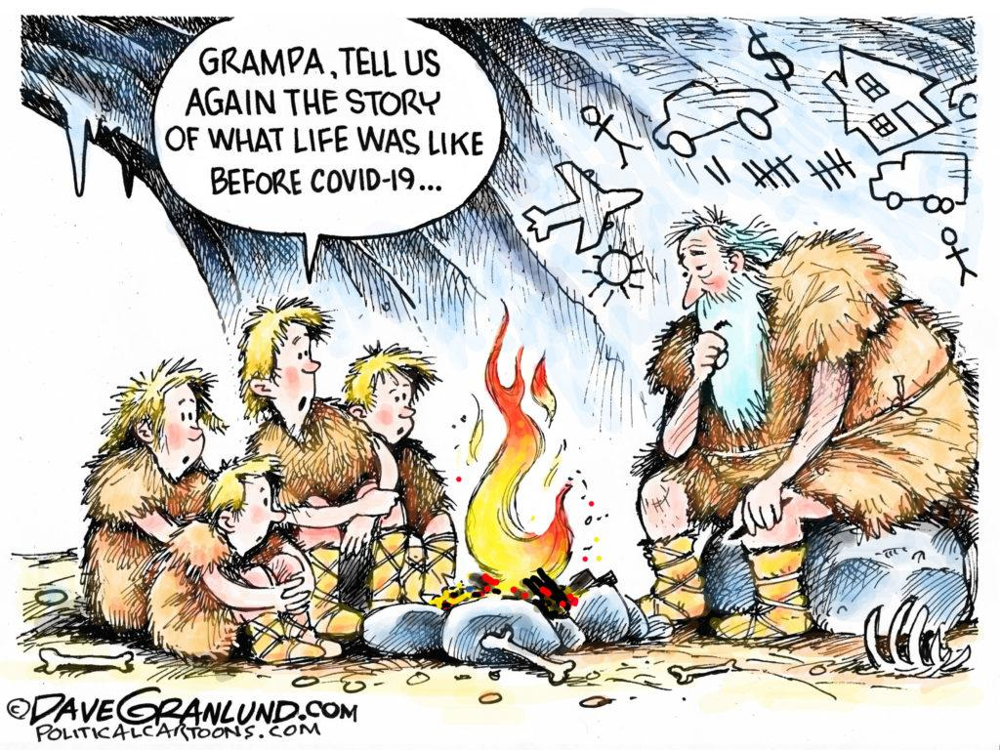 GRAMPA, TELL US
AGAIN THE STORY
OF WHAT LIFE WAS LIKE
BEFORE COVID-19...
$
©DAVEGRANLUND.COM
POLITICALCARTOONS.COM